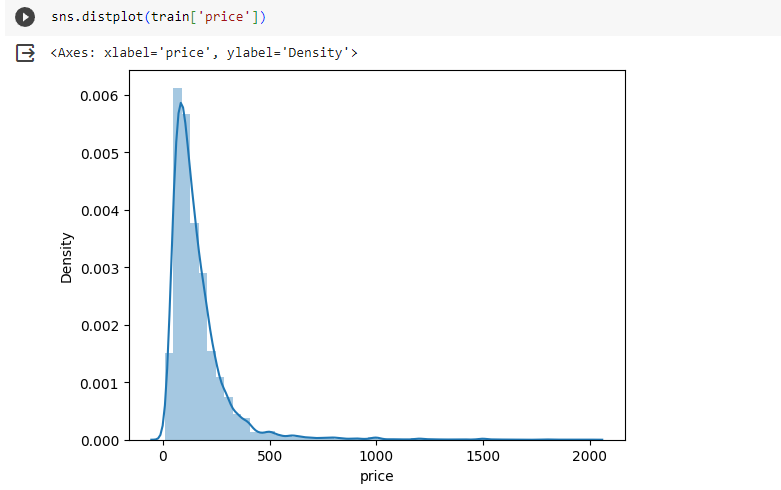 sns.distplot(train['price'])
<Axes: xlabel='price', ylabel='Density'>
0.006
0.005
0.004
0.003
0.002
0.001
0.000
Density
0 500 1000 1500 2000
price